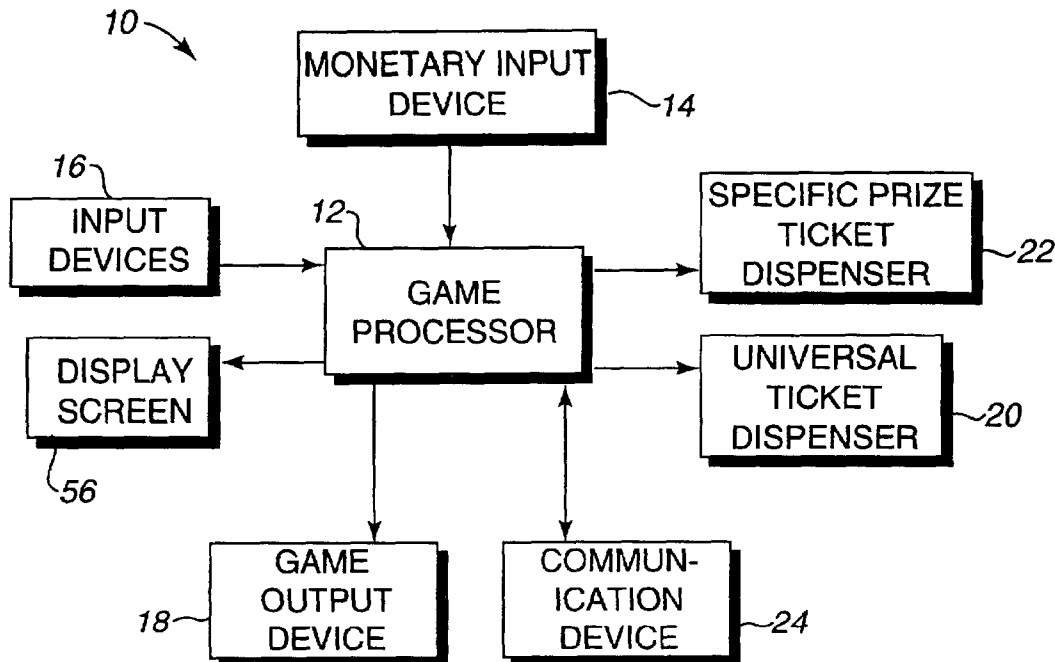 10
MONETARY INPUT
DEVICE
14
16
INPUT
DEVICES
12
GAME
PROCESSOR
SPECIFIC PRIZE
TICKET
DISPENSER
22
DISPLAY
SCREEN
56
UNIVERSAL
TICKET
DISPENSER
20
GAME
OUTPUT
DEVICE
18
COMMUN-
ICATION
DEVICE
24